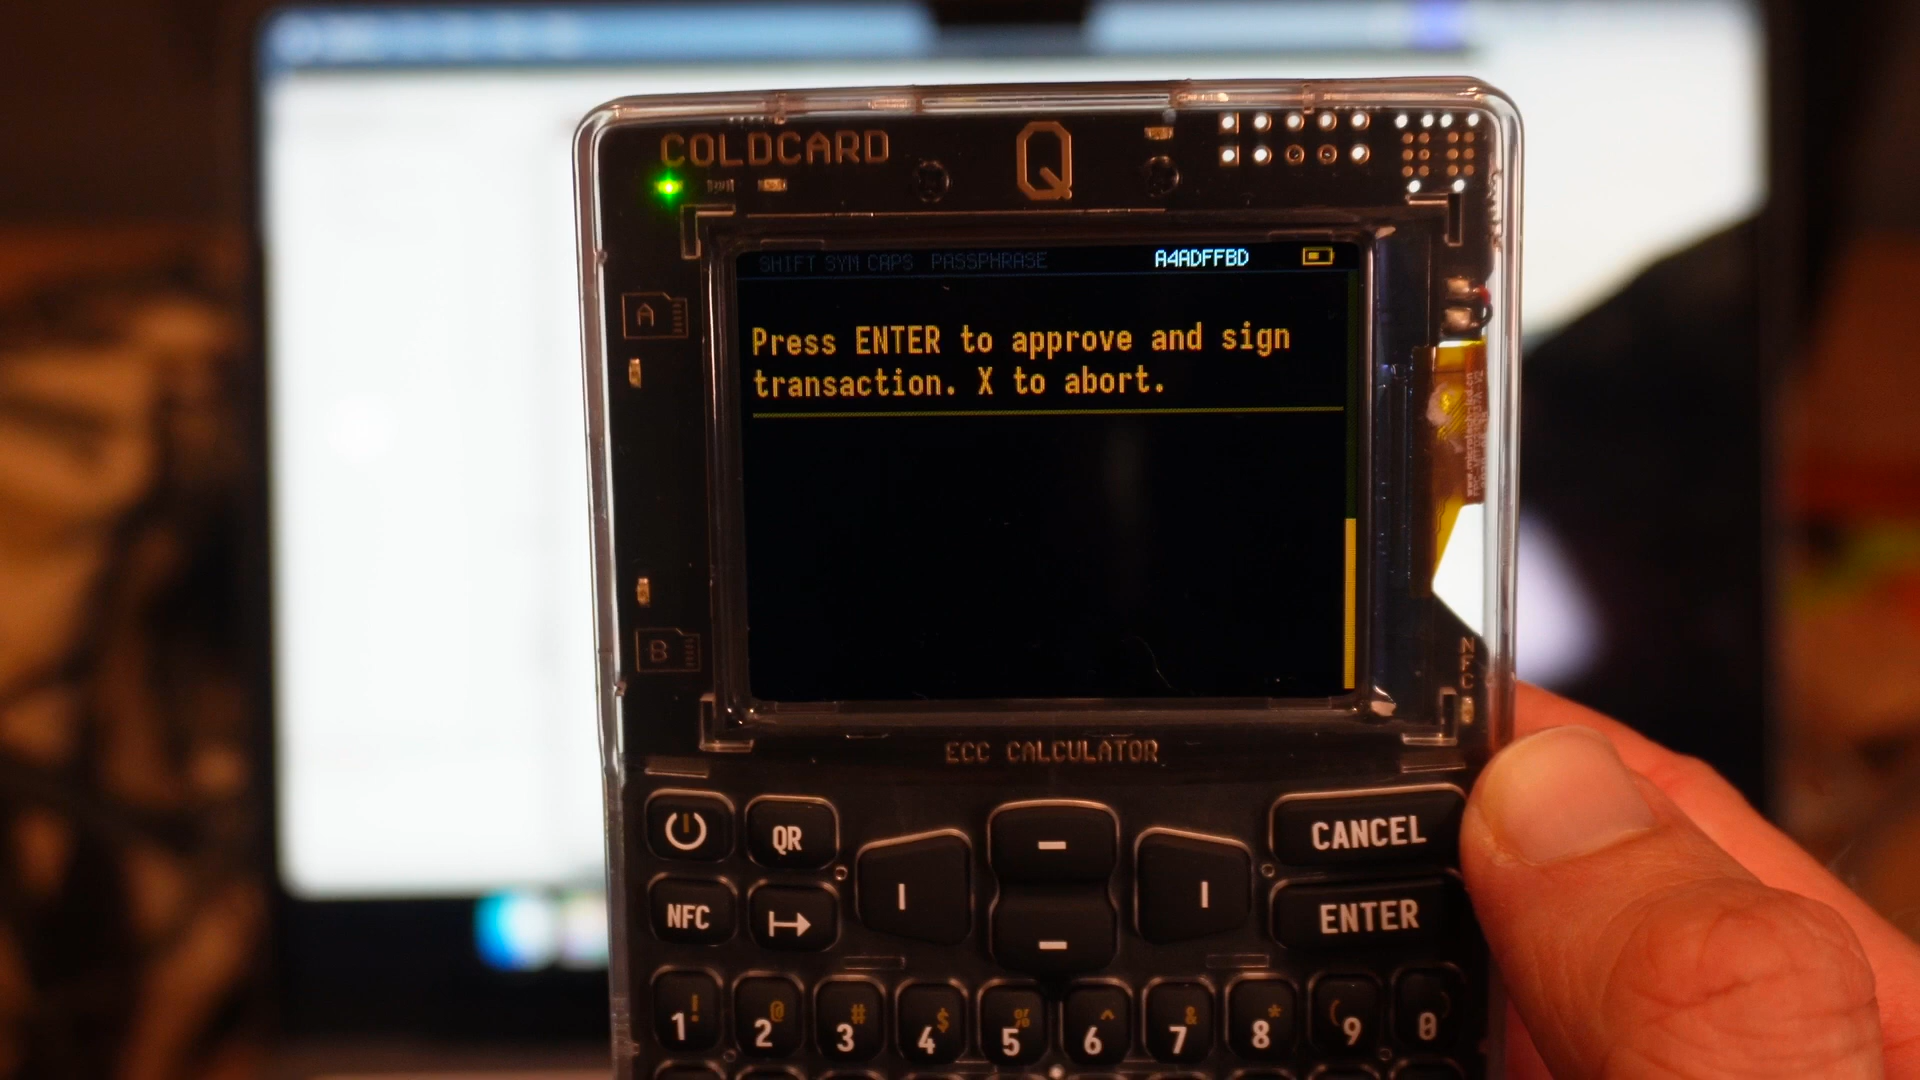 COLDCARD Q
SHIFT SYM CAPS PASSPHRASE A4ADFFBD
A
Press ENTER to approve and sign
transaction. X to abort.
B
NFC
ECC CALCULATOR
QR
CANCEL
NFC
ENTER
1 ! 2 @ 3 # 4 $ 5 % 6 ^ 7 & 8 * 9 ( 0 )